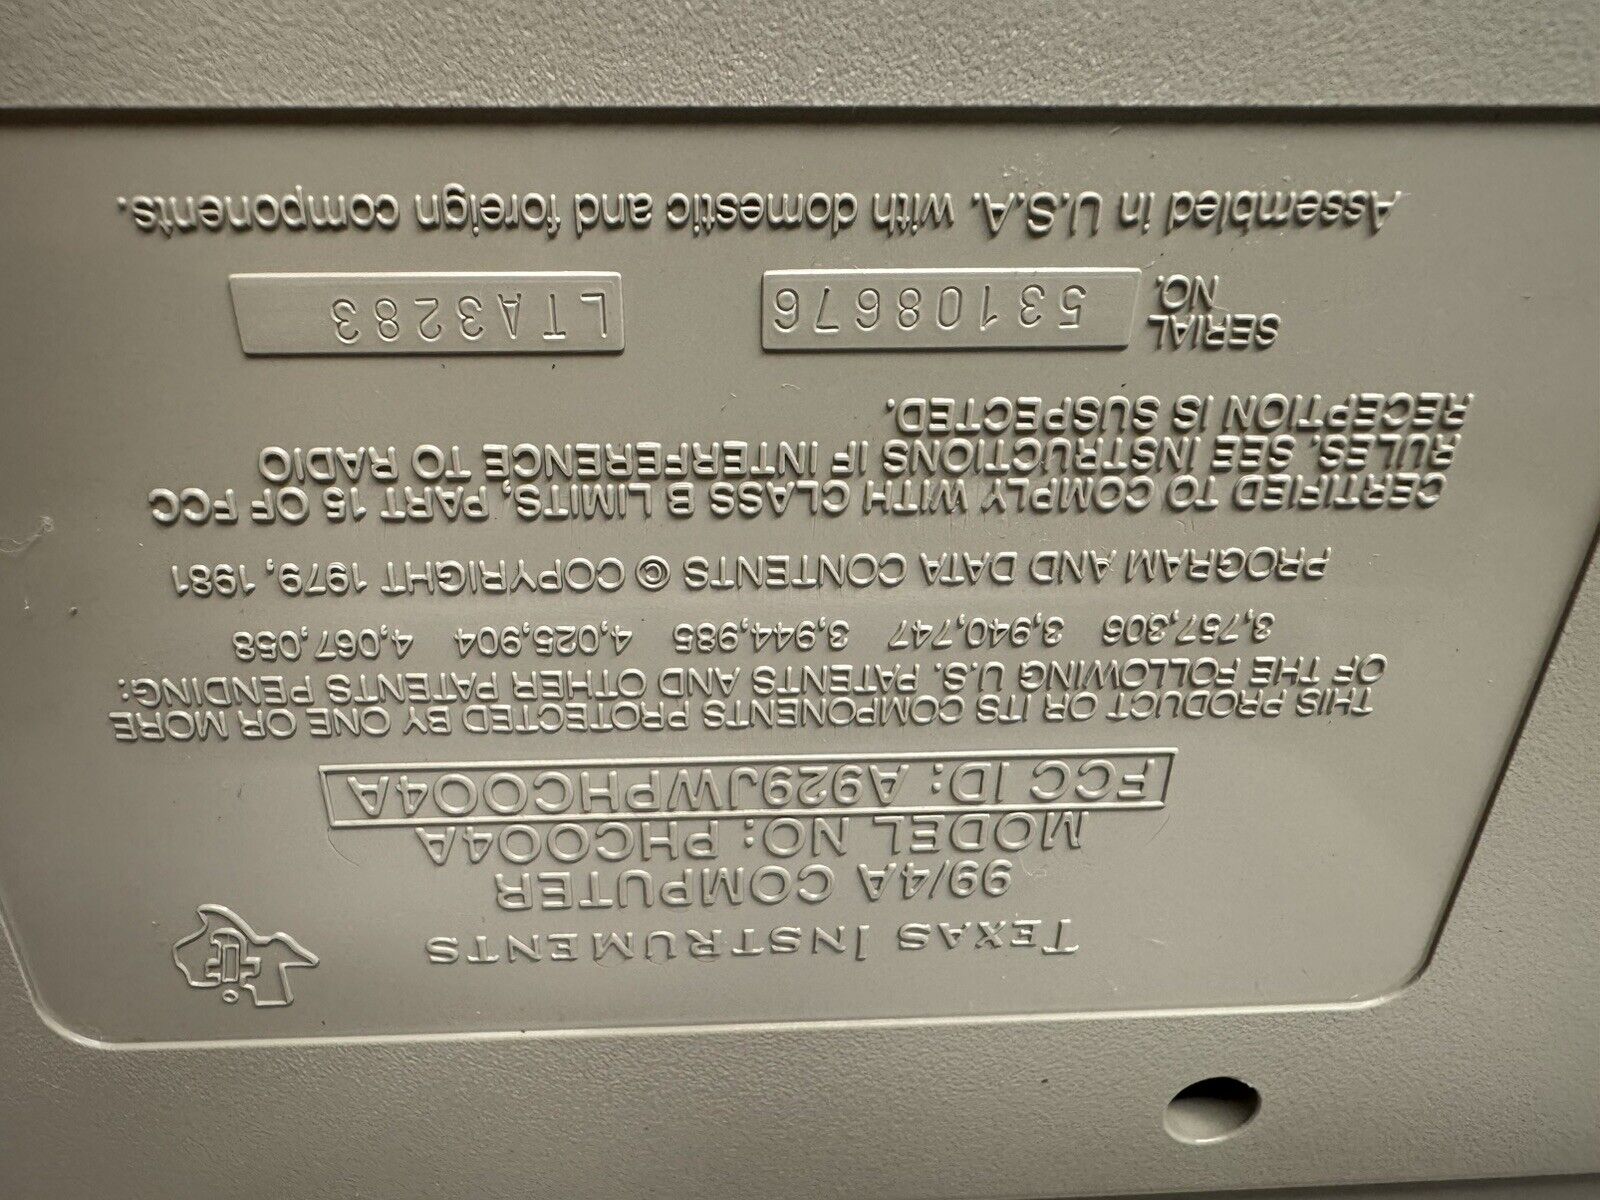 TEXAS INSTRUMENTS
99/4A COMPUTER
MODEL NO: PHC004A
FCC ID: A929JWPHC004A
THIS PRODUCT OR ITS COMPONENTS PROTECTED BY ONE OR MORE
OF THE FOLLOWING U.S. PATENTS AND OTHER PATENTS PENDING:
3,757,306 3,940,747 3,944,985 4,025,904 4,067,058
PROGRAM AND DATA CONTENTS © COPYRIGHT 1979, 1981
CERTIFIED TO COMPLY WITH CLASS B LIMITS, PART 15 OF FCC
RULES. SEE INSTRUCTIONS IF INTERFERENCE TO RADIO
RECEPTION IS SUSPECTED.
SERIAL
NO.
53108676 LTA3283
Assembled in U.S.A. with domestic and foreign components.